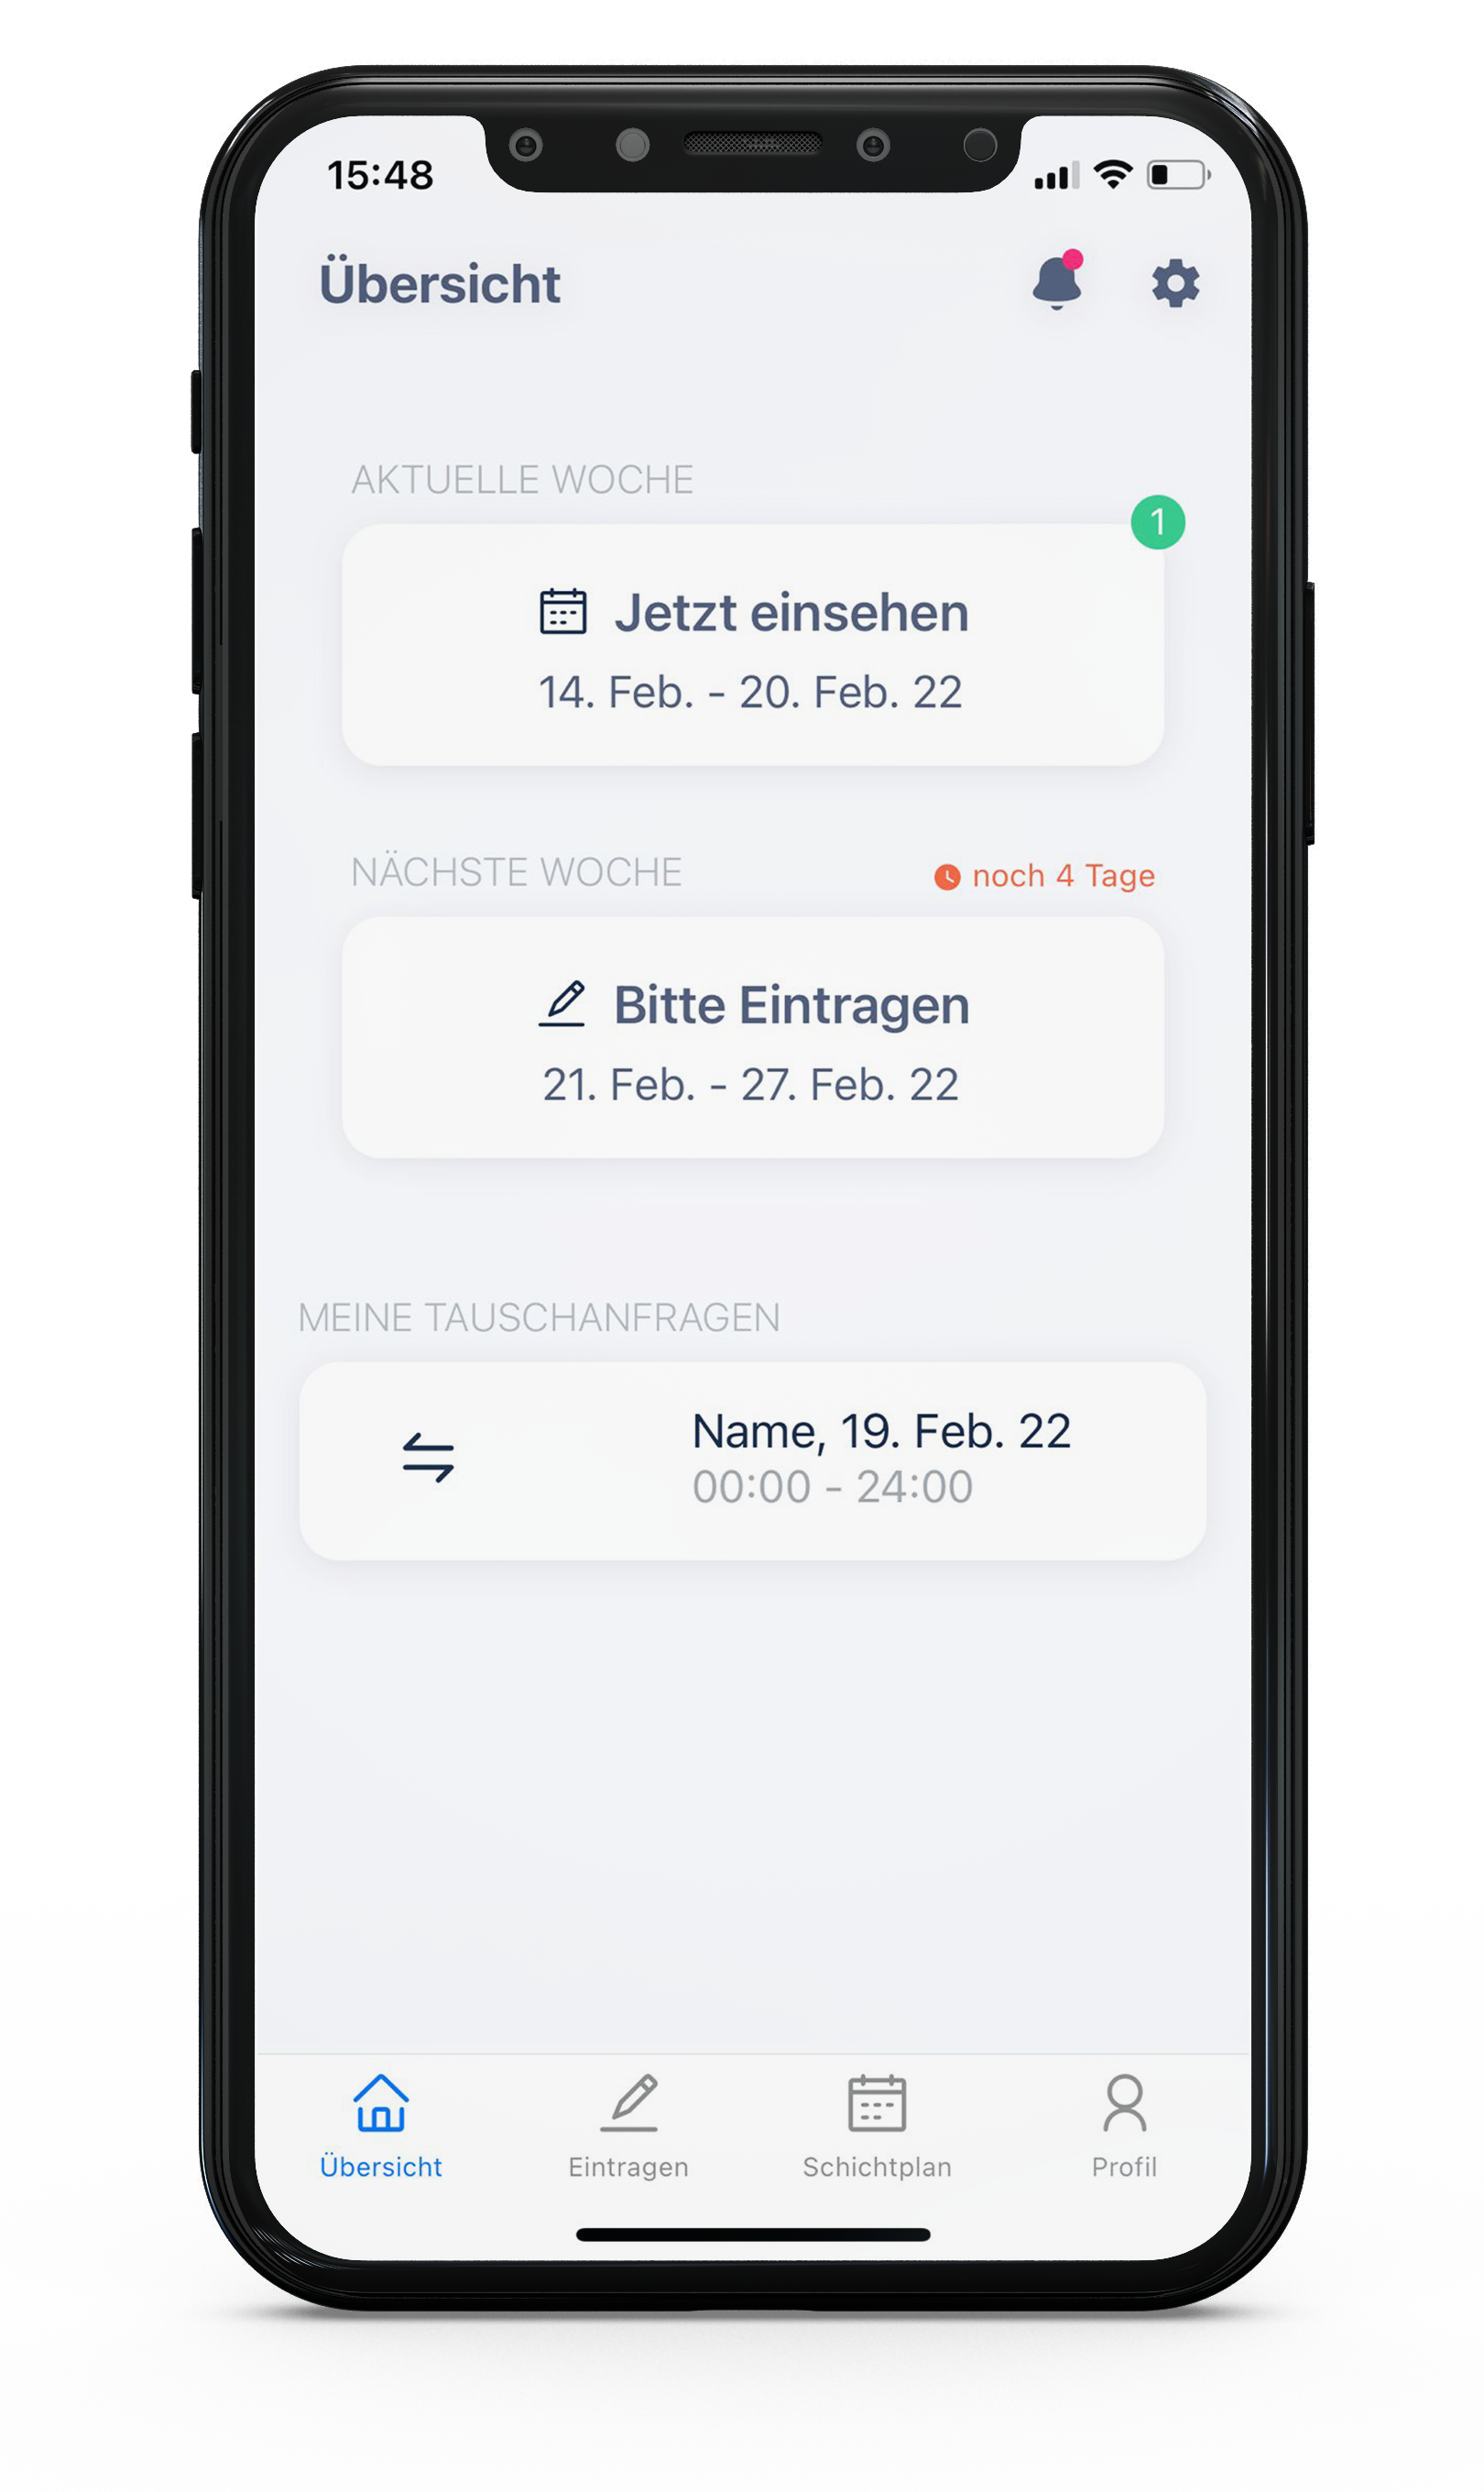 15:48
Übersicht
AKTUELLE WOCHE
1
Jetzt einsehen
14. Feb. - 20. Feb. 22
NÄCHSTE WOCHE
noch 4 Tage
Bitte Eintragen
21. Feb. - 27. Feb. 22
MEINE TAUSCHANFRAGEN
Name, 19. Feb. 22
00:00 - 24:00
Übersicht
Eintragen
Schichtplan
Profil